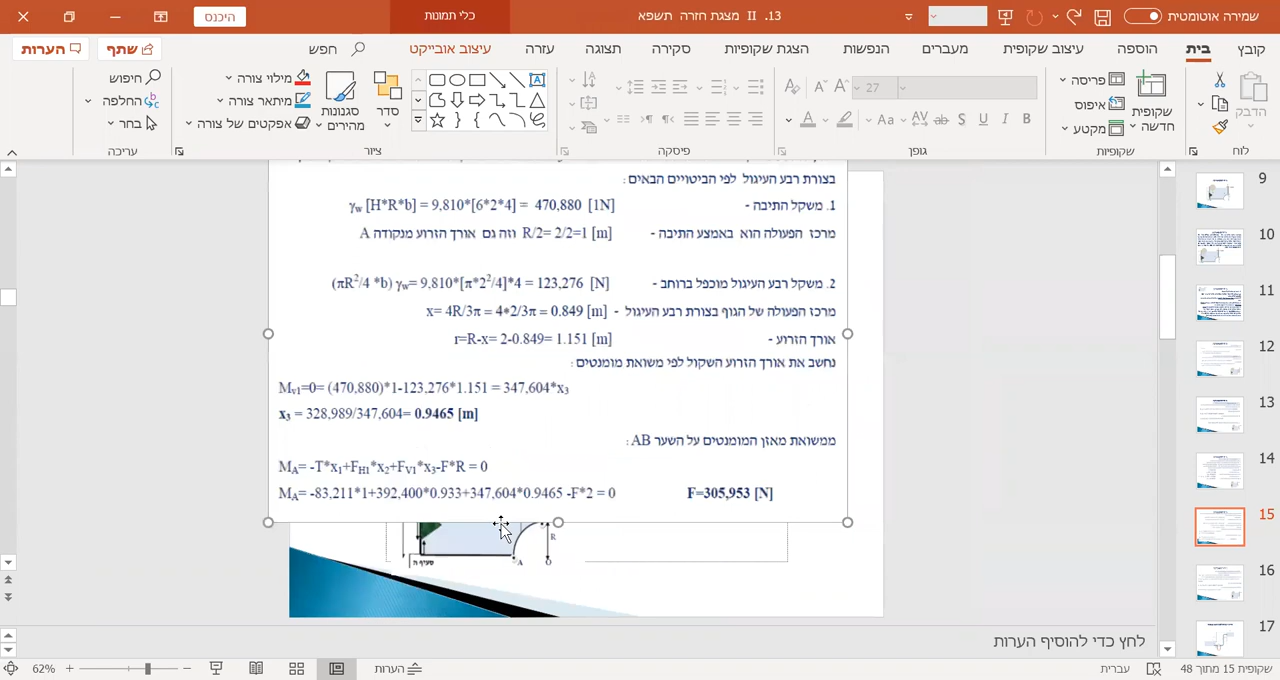 שמירה אוטומטית
13. II מצגת חזרה תשפא
כלי תמונות
היכנס
קובץ
בית
הוספה
עיצוב שקופית
מעברים
הנפשות
הצגת שקופיות
סקירה
תצוגה
עזרה
עיצוב אובייקט
חפש
שתף
הערות
הדבק
לוח
שקופית חדשה
פריסה
איפוס
מקטע
שקופיות
27
גופן
פיסקה
סדר
סגנונות מהירים
מילוי צורה
מיתאר צורה
אפקטים של צורה
ציור
חיפוש
החלפה
בחר
עריכה
בצורת רבע העיגול לפי הביטויים הבאים :
1. משקל התיבה - γw [H*R*b] = 9,810*[6*2*4] = 470,880 [1N]
מרכז הפעולה הוא באמצע התיבה - R/2= 2/2=1 [m] וזה גם אורך הזרוע מנקודה A
2. משקל רבע העיגול מוכפל ברוחב - (πR²/4 *b) γw= 9,810*[π*2²/4]*4 = 123,276 [N]
מרכז הפעולה של הגוף בצורת רבע העיגול - x= 4R/3π = 4*2/3π = 0.849 [m]
אורך הזרוע - r=R-x= 2-0.849= 1.151 [m]
נחשב את אורך הזרוע השקול לפי משואת מומנטים :
Mv1=0= (470,880)*1-123,276*1.151 = 347,604*x₃
x₃ = 328,989/347,604= 0.9465 [m]
ממשואת מאזן המומנטים על השער AB :
MA= -T*x₁+FH1*x₂+FV1*x₃-F*R = 0
MA= -83,211*1+392,400*0.933+347,604*0.9465 -F*2 = 0 F=305,953 [N]
R
סעיף ה
A
O
9
10
11
12
13
14
15
16
17
לחץ כדי להוסיף הערות
שקופית 15 מתוך 48
עברית
הערות
62%